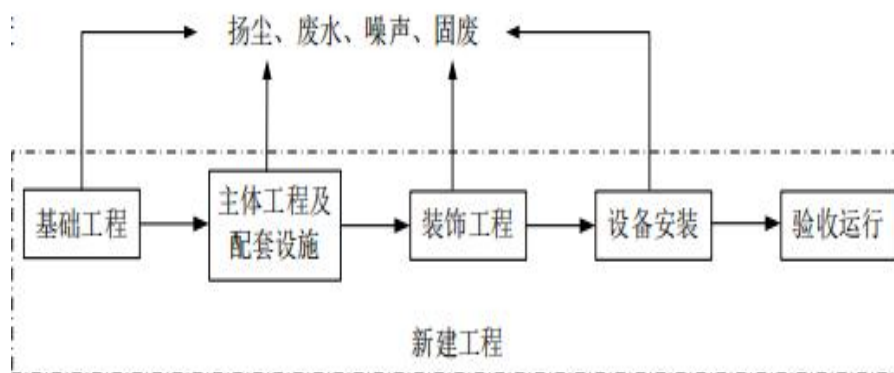 扬尘、废水、噪声、固废
基础工程
主体工程及
配套设施
装饰工程
设备安装
验收运行
新建工程